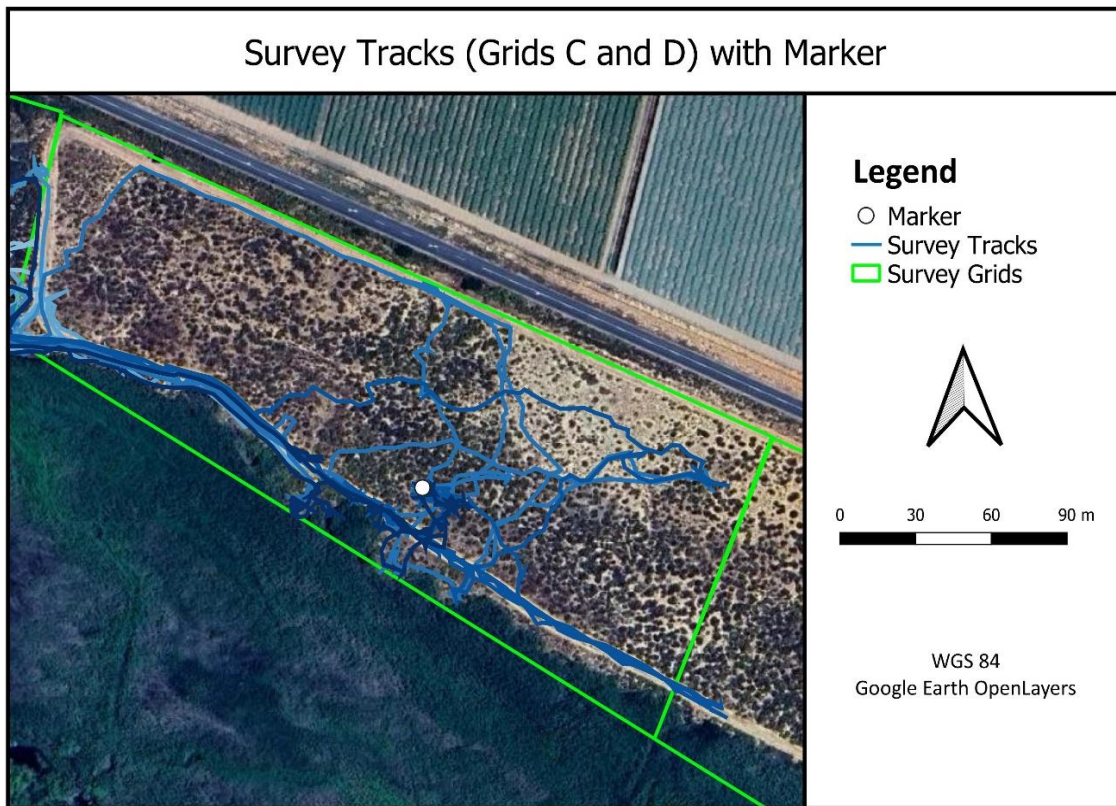 Survey Tracks (Grids C and D) with Marker
Legend
Marker
Survey Tracks
Survey Grids
0 30 60 90 m
WGS 84
Google Earth OpenLayers